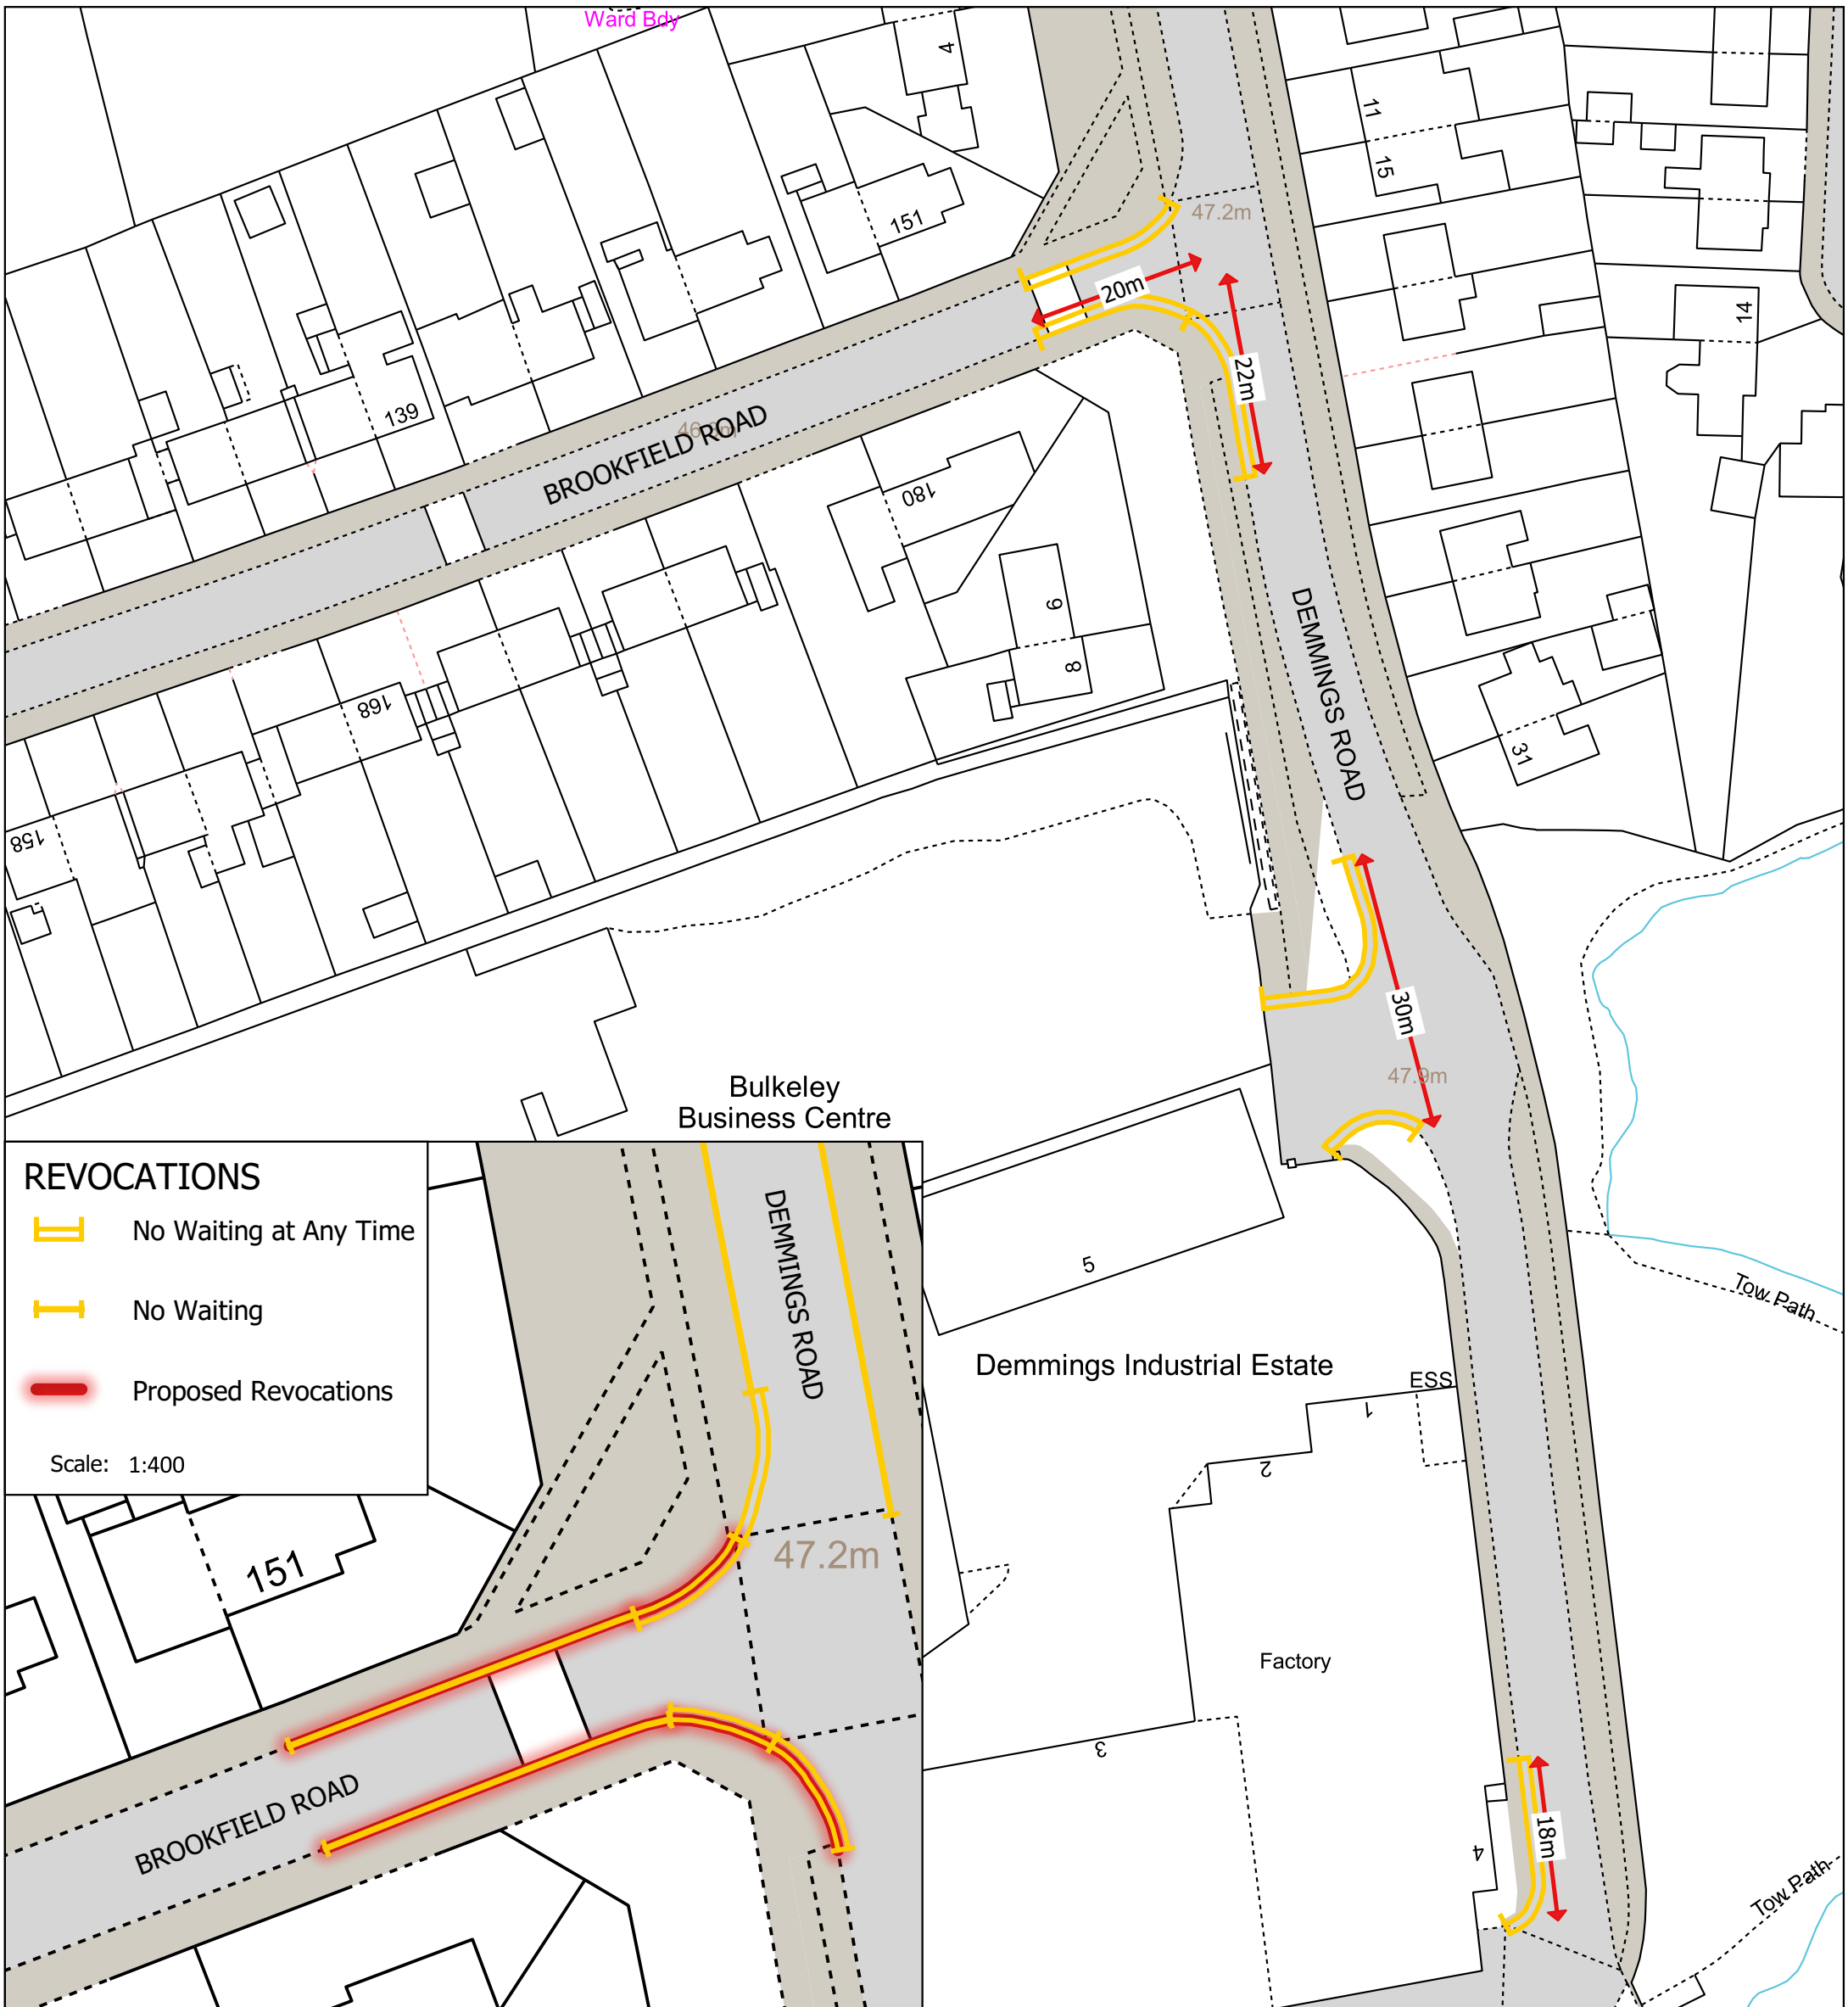 Ward Bdy
4
11
15
151
47.2m
20m
14
22m
139
BROOKFIELD ROAD
180
9
8
DEMMINGS ROAD
168
31
158
30m
47.9m
Bulkeley
Business Centre
5
Tow Path
Demmings Industrial Estate
ESS
1
2
Factory
3
18m
4
Tow Path
REVOCATIONS
No Waiting at Any Time
No Waiting
Proposed Revocations
Scale: 1:400
DEMMINGS ROAD
47.2m
151
BROOKFIELD ROAD